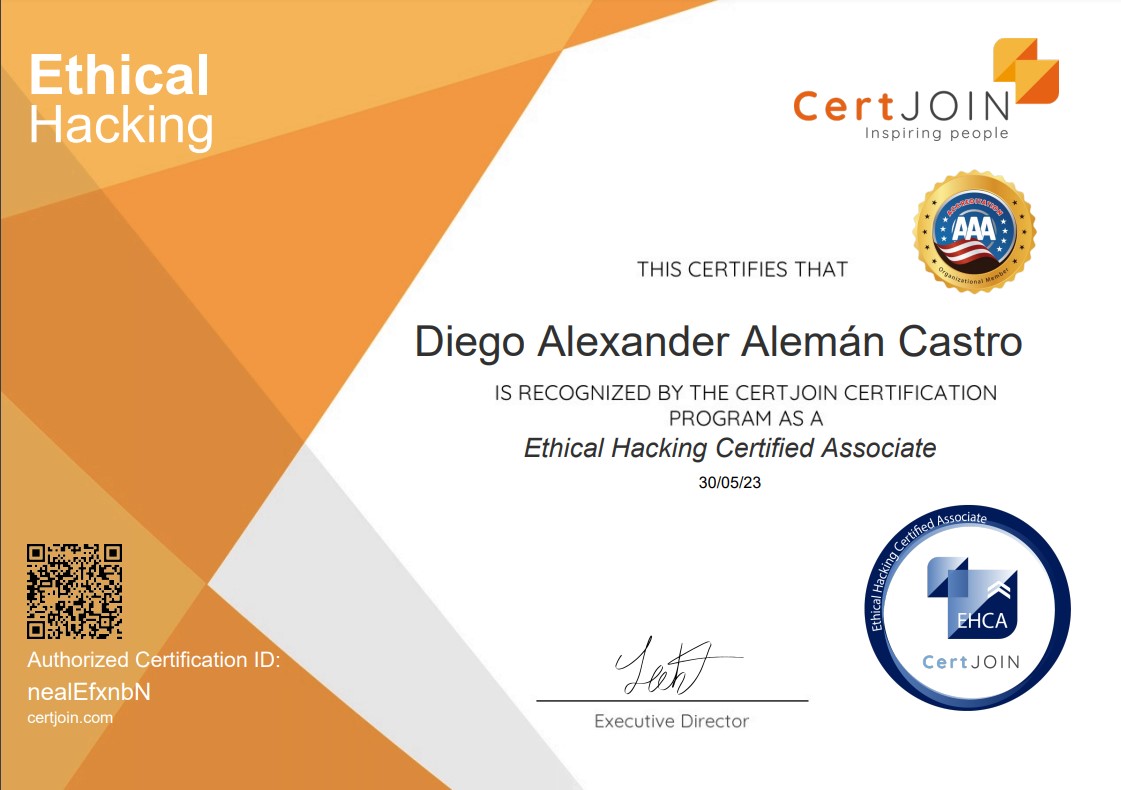 Ethical
Hacking
CertJOIN
Inspiring people
ACCREDITATION
AAA
Organizational Member
THIS CERTIFIES THAT
Diego Alexander Alemán Castro
IS RECOGNIZED BY THE CERTJOIN CERTIFICATION
PROGRAM AS A
Ethical Hacking Certified Associate
30/05/23
Ethical Hacking Certified Associate
EHCA
CertJOIN
Authorized Certification ID:
nealEfxnbN
certjoin.com
Executive Director